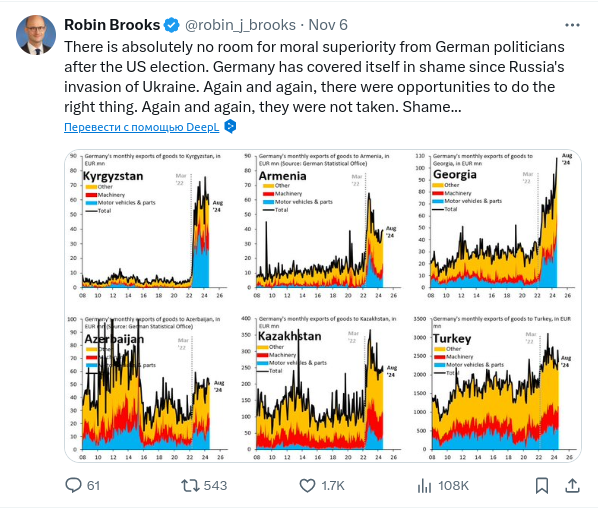 Robin Brooks @robin_j_brooks · Nov 6
There is absolutely no room for moral superiority from German politicians
after the US election. Germany has covered itself in shame since Russia's
invasion of Ukraine. Again and again, there were opportunities to do the
right thing. Again and again, they were not taken. Shame...
Перевести с помощью DeepL
Germany's monthly exports of goods to Kyrgyzstan, in
EUR mn
Kyrgyzstan
Mar
'22
Other
Machinery
Motor vehicles & parts
Total
Aug
'24
90
80
70
60
50
40
30
20
10
0
08 10 12 14 16 18 20 22 24 26
Germany's monthly exports of goods to Armenia, in
EUR mn (Source: German Statistical Office)
Armenia
Mar
'22
Other
Machinery
Motor vehicles & parts
Total
Aug
'24
90
80
70
60
50
40
30
20
10
0
08 10 12 14 16 18 20 22 24 26
Germany's monthly exports of goods to
Georgia, in EUR mn
Georgia
Mar
'22
Other
Machinery
Motor vehicles & parts
Total
Aug
'24
110
100
90
80
70
60
50
40
30
20
10
0
08 10 12 14 16 18 20 22 24 26
Germany's monthly exports of goods to Azerbaijan, in
EUR mn (Source: German Statistical Office)
Azerbaijan
Mar
'22
& parts
Aug
'24
100
90
80
70
60
50
40
30
20
10
0
08 10 12 14 16 18 20 22 24 26
Germany's monthly exports of goods to Kazakhstan, in
EUR mn
Kazakhstan
Mar
'22
Other
Machinery
Motor vehicles & parts
Total
Aug
'24
400
350
300
250
200
150
100
50
0
08 10 12 14 16 18 20 22 24 26
Germany's monthly exports of goods to Turkey, in EUR
mn
Turkey
Mar
'22
Other
Machinery
Motor vehicles & parts
Total
Aug
'24
3500
3000
2500
2000
1500
1000
500
0
08 10 12 14 16 18 20 22 24 26
61 543 1.7K 108K